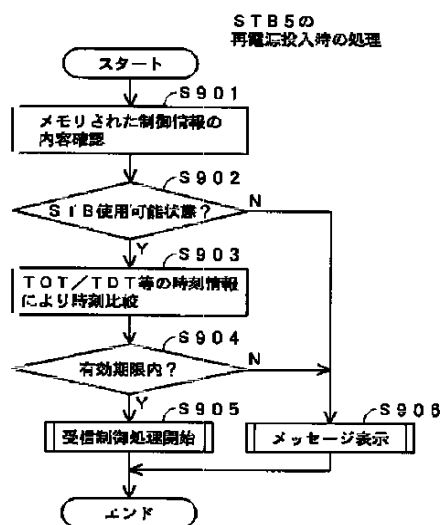 ＳＴＢ５の
再電源投入時の処理
スタート
Ｓ９０１
メモリされた制御情報の
内容確認
Ｓ９０２
ＳＴＢ使用可能状態？
N
Y
Ｓ９０３
ＴＯＴ／ＴＤＴ等の時刻情報
により時刻比較
Ｓ９０４
有効期限内？
N
Y
Ｓ９０５
受信制御処理開始
Ｓ９０６
メッセージ表示
エンド